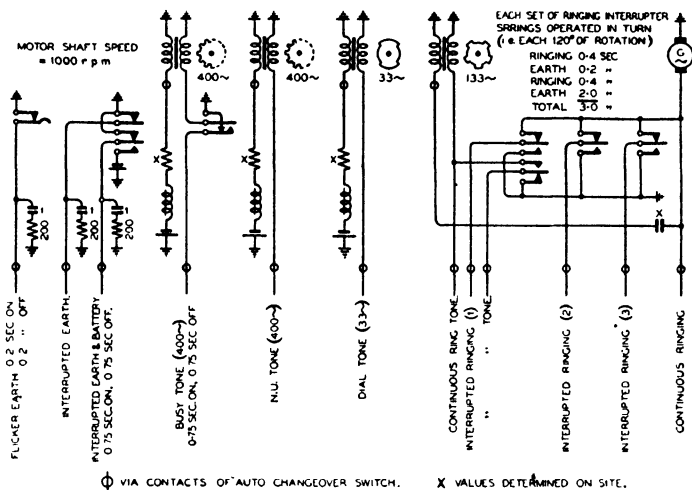 MOTOR SHAFT SPEED
= 1000 r p m
400~
400~
33~
133~
EACH SET OF RINGING INTERRUPTER
SRRINGS OPERATED IN TURN
(i.e. EACH 120° OF ROTATION)
RINGING 0·4 SEC
EARTH 0·2 "
RINGING 0·4 "
EARTH 2·0 "
TOTAL 3·0 "
G
~
X
X
X
X
1
200
1
200
1
200
FLICKER EARTH 0.2 SEC ON
0.2 " OFF
INTERRUPTED EARTH.
INTERRUPTED EARTH & BATTERY
0.75 SEC. ON, 0.75 SEC OFF.
BUSY TONE (400~)
0·75 SEC. ON, 0.75 SEC OFF
N.U. TONE (400~)
DIAL TONE (33~)
CONTINUOUS RING TONE
INTERRUPTED RINGING (1)
" " TONE
INTERRUPTED RINGING (2)
INTERRUPTED RINGING (3)
CONTINUOUS RINGING
VIA CONTACTS OF AUTO CHANGEOVER SWITCH.
X VALUES DETERMINED ON SITE.